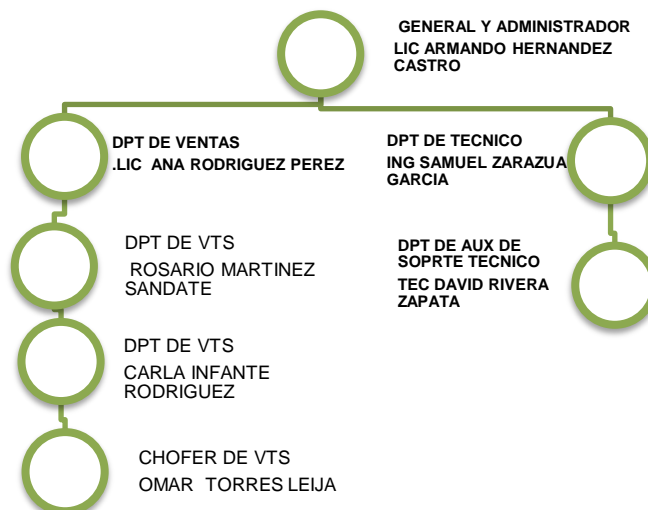 GENERAL Y ADMINISTRADOR
LIC ARMANDO HERNANDEZ
CASTRO
DPT DE VENTAS
.LIC ANA RODRIGUEZ PEREZ
DPT DE TECNICO
ING SAMUEL ZARAZUA
GARCIA
DPT DE VTS
ROSARIO MARTINEZ
SANDATE
DPT DE AUX DE
SOPRTE TECNICO
TEC DAVID RIVERA
ZAPATA
DPT DE VTS
CARLA INFANTE
RODRIGUEZ
CHOFER DE VTS
OMAR TORRES LEIJA